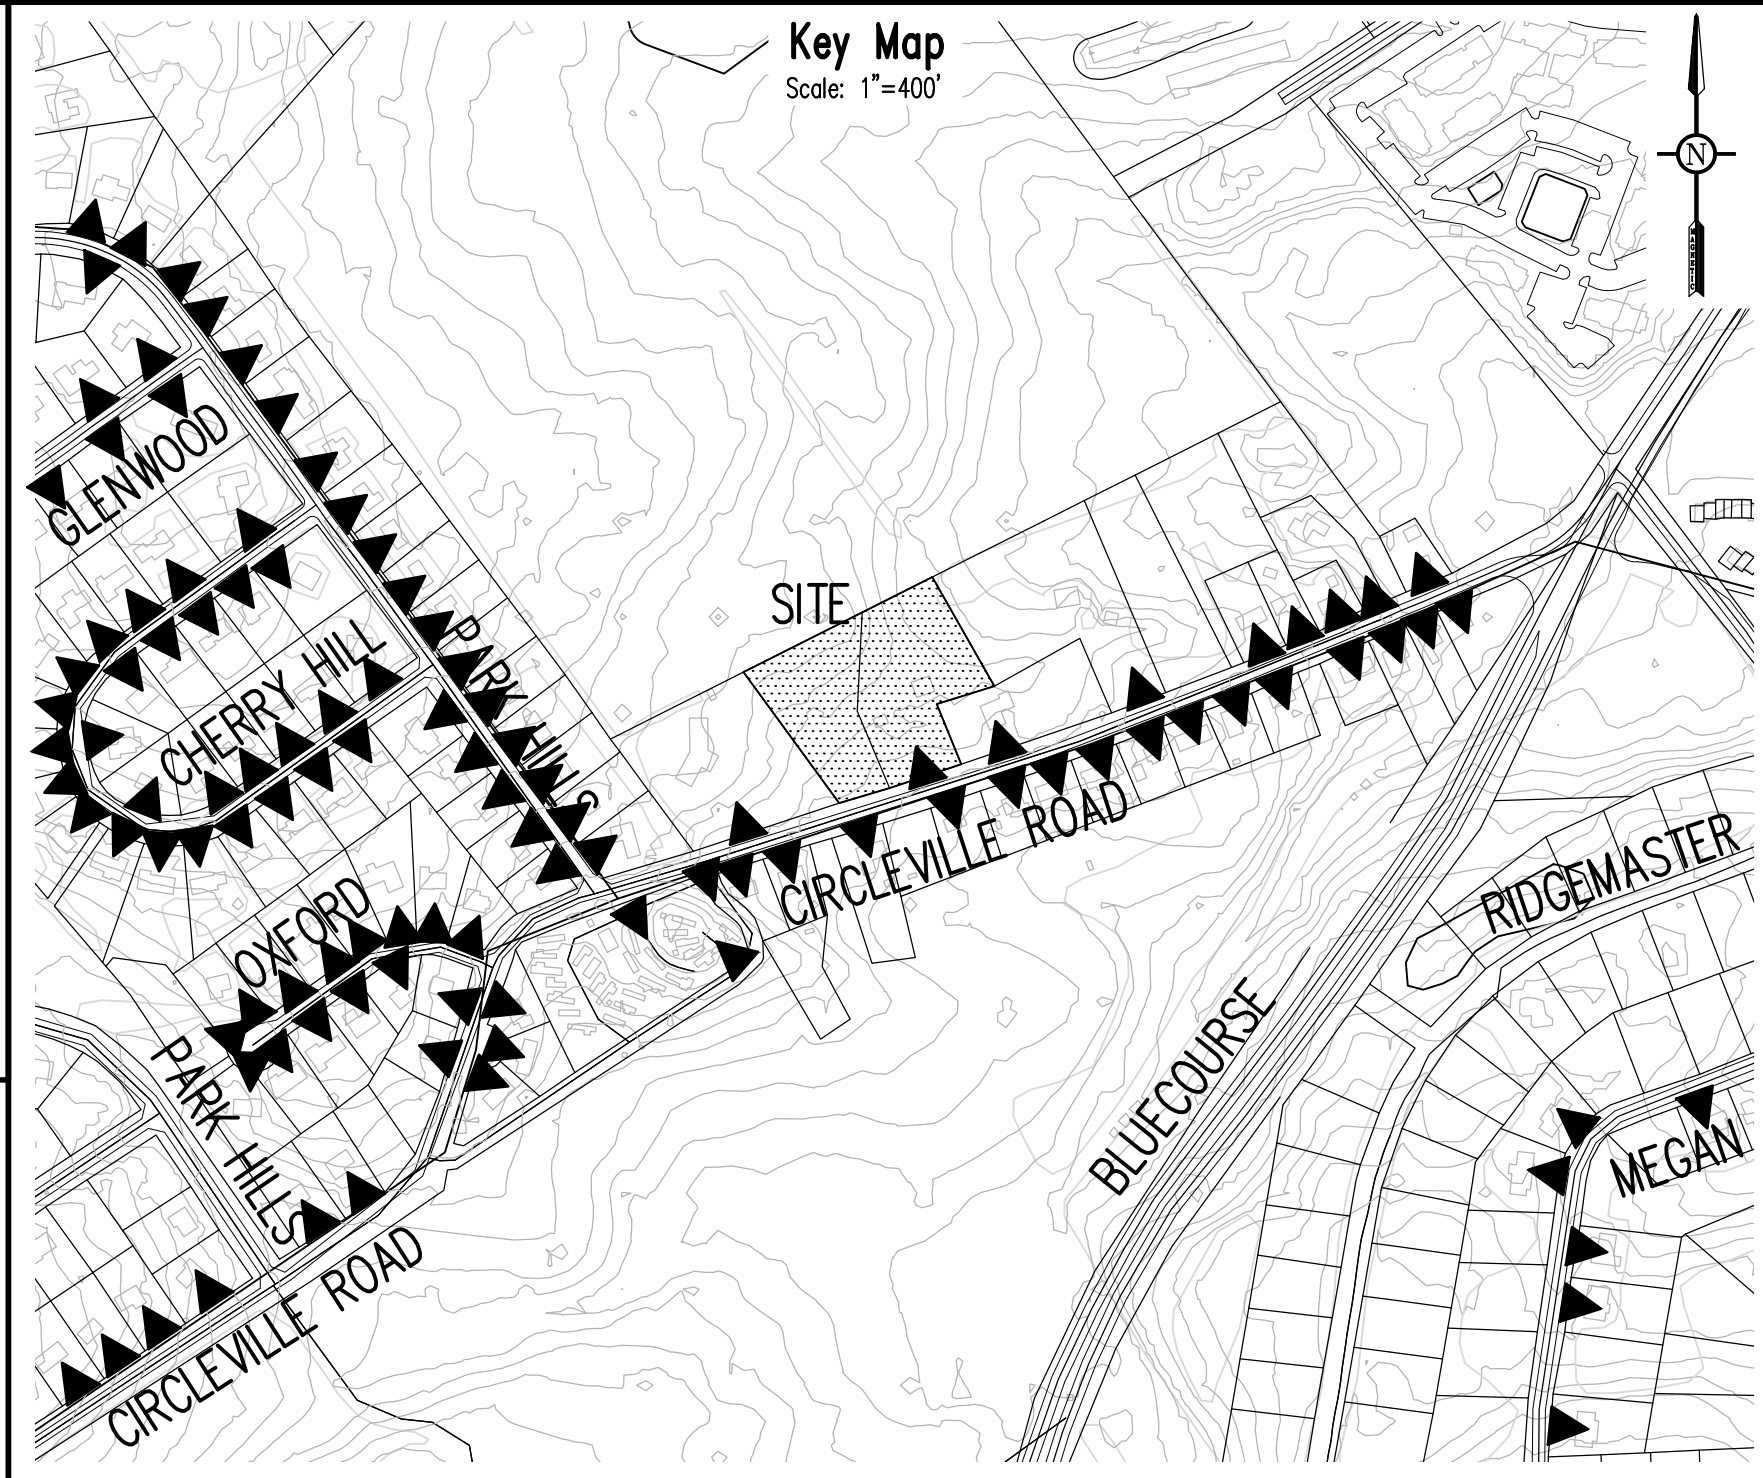 Key Map
Scale: 1"=400'
N
MAGNETIC
GLENWOOD
SITE
PARK HILLS
CHERRY HILL
CIRCLEVILLE ROAD
RIDGEMASTER
OXFORD
BLUECOURSE
PARK HILLS
MEGAN
CIRCLEVILLE ROAD